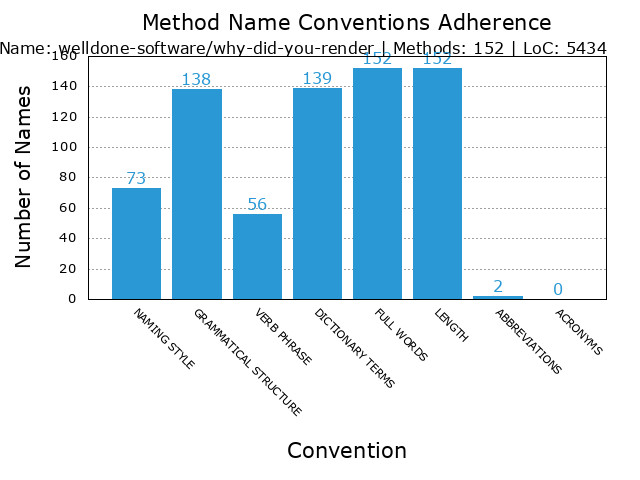 Method Name Conventions Adherence
Name: welldone-software/why-did-you-render | Methods: 152 | LoC: 5434
160
140
120
100
80
60
40
20
0
Number of Names
73
138
56
139
152
152
2
0
NAMING STYLE
GRAMMATICAL STRUCTURE
VERB PHRASE
DICTIONARY TERMS
FULL WORDS
LENGTH
ABBREVIATIONS
ACRONYMS
Convention